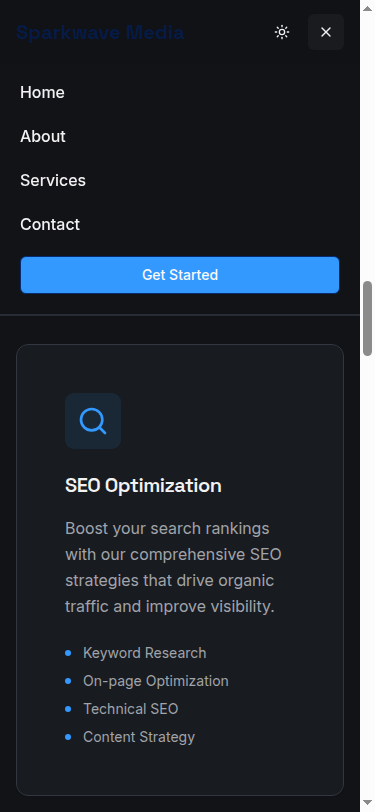 Sparkwave Media
Home
About
Services
Contact
Get Started
SEO Optimization
Boost your search rankings
with our comprehensive SEO
strategies that drive organic
traffic and improve visibility.
Keyword Research
On-page Optimization
Technical SEO
Content Strategy